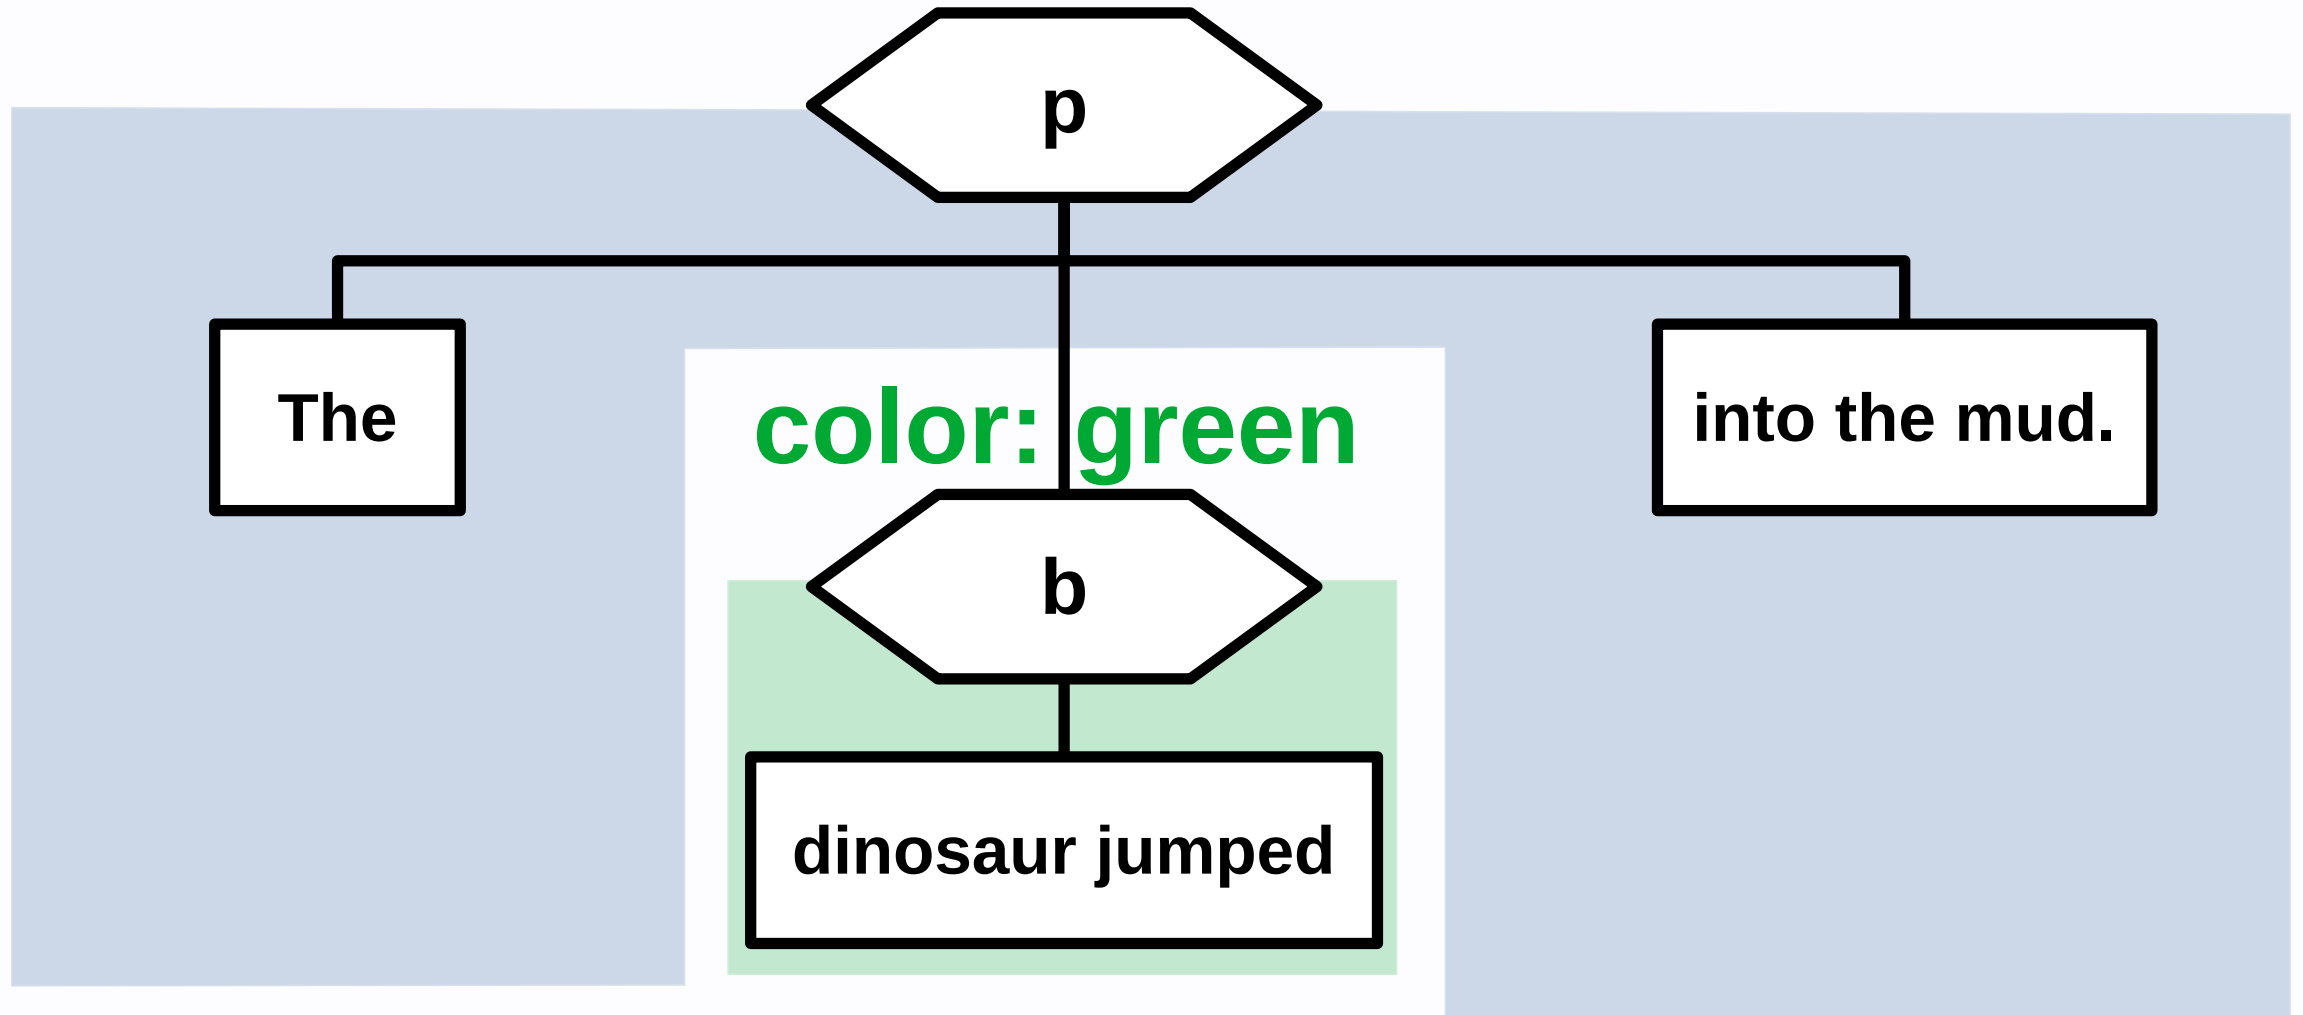 p
The
into the mud.
color: green
b
dinosaur jumped